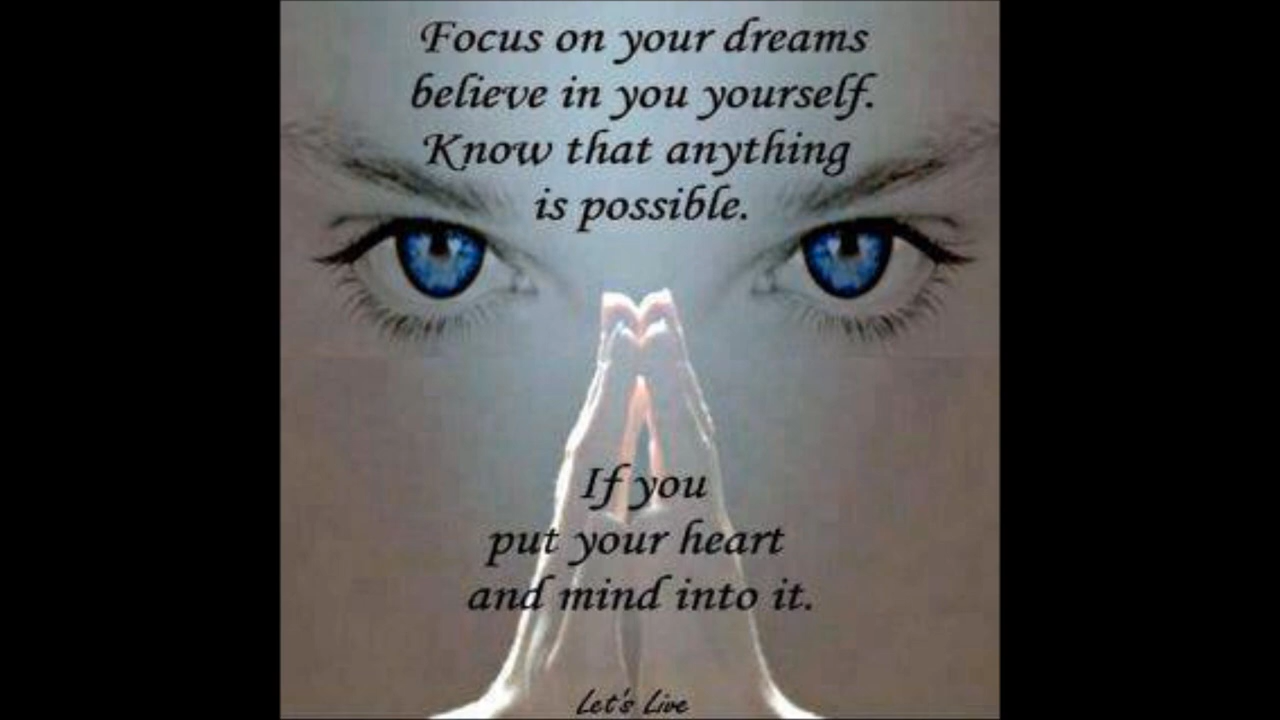 Focus on your dreams
believe in you yourself.
Know that anything
is possible.
If you
put your heart
and mind into it.
Let's Live